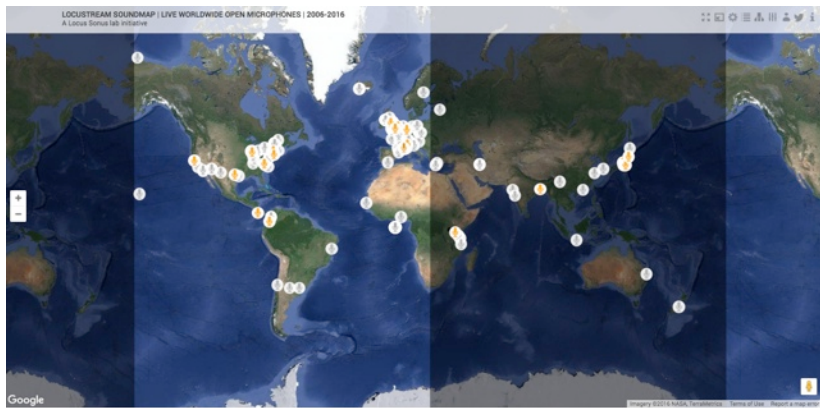 LOCUSTREAM SOUNDMAP | LIVE WORLDWIDE OPEN MICROPHONES | 2006-2016
A Locus Sonus lab initiative
+
−
Google
Imagery ©2016 NASA, TerraMetrics Terms of Use Report a map error